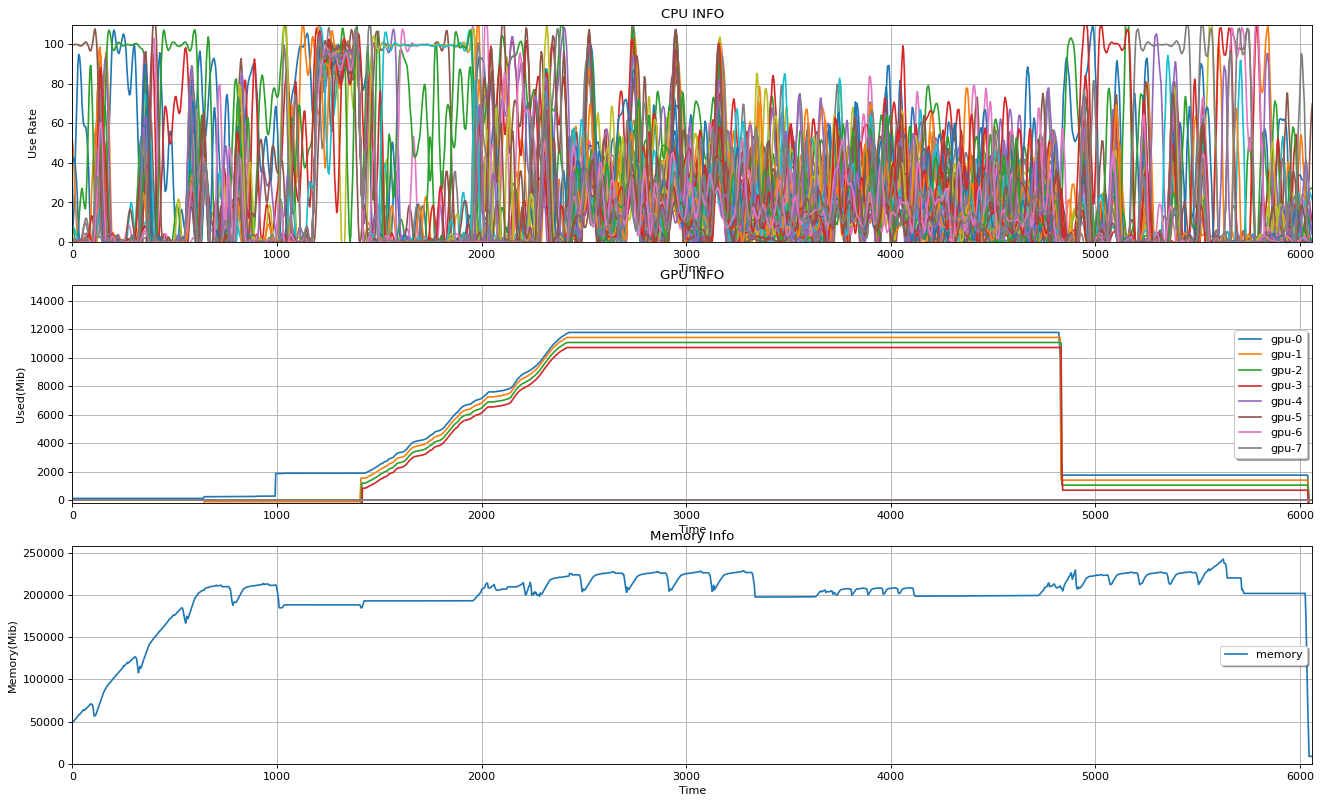 CPU INFO
100
80
60
40
20
0
Use Rate
0 1000 2000 3000 4000 5000 6000
Time
GPU INFO
14000
12000
10000
8000
6000
4000
2000
0
Used(Mib)
gpu-0
gpu-1
gpu-2
gpu-3
gpu-4
gpu-5
gpu-6
gpu-7
0 1000 2000 3000 4000 5000 6000
Time
Memory Info
250000
200000
150000
100000
50000
0
Memory(Mib)
memory
0 1000 2000 3000 4000 5000 6000
Time